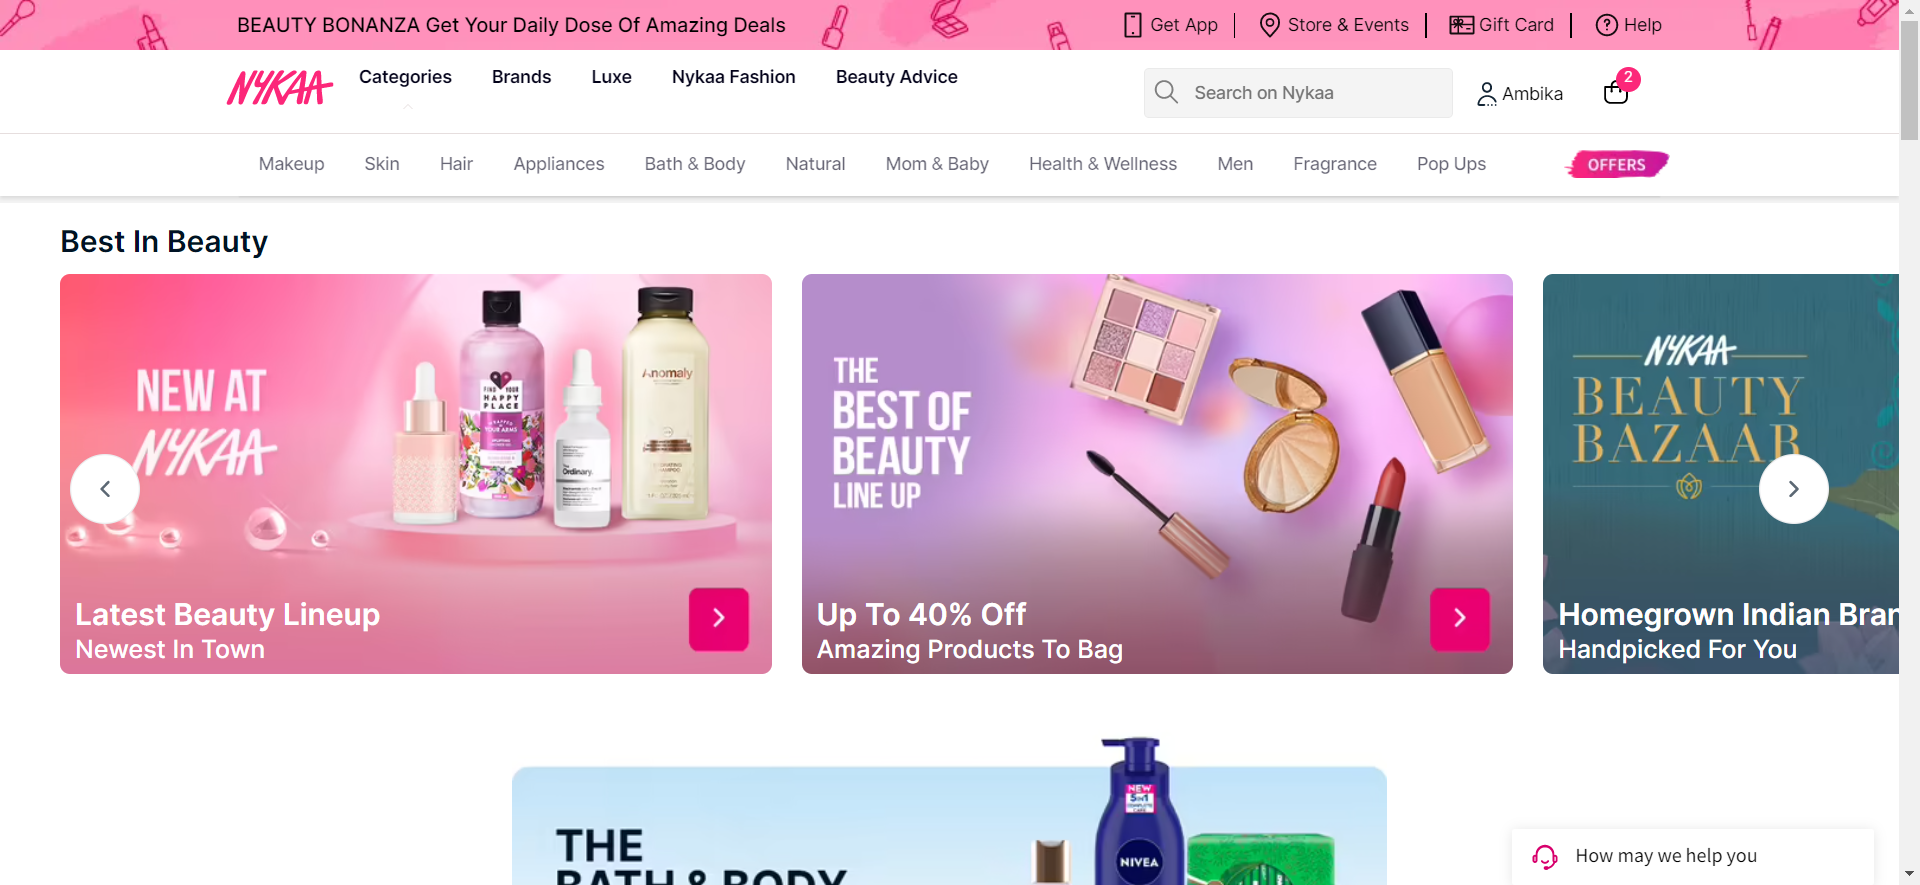 BEAUTY BONANZA Get Your Daily Dose Of Amazing Deals
Get App
Store & Events
Gift Card
Help
NYKAA
Categories
Brands
Luxe
Nykaa Fashion
Beauty Advice
Search on Nykaa
Ambika
2
Makeup
Skin
Hair
Appliances
Bath & Body
Natural
Mom & Baby
Health & Wellness
Men
Fragrance
Pop Ups
OFFERS
Best In Beauty
NEW AT
NYKAA
FIND YOUR
HAPPY
PLACE
YOUR ARMS
The
Ordinary.
Anomaly
Latest Beauty Lineup
Newest In Town
THE
BEST OF
BEAUTY
LINE UP
Up To 40% Off
Amazing Products To Bag
NYKAA
BEAUTY
BAZAAR
Homegrown Indian Bran
Handpicked For You
THE
BATH & BODY
NEW
5in1
COMPLETE
CARE
NIVEA
How may we help you